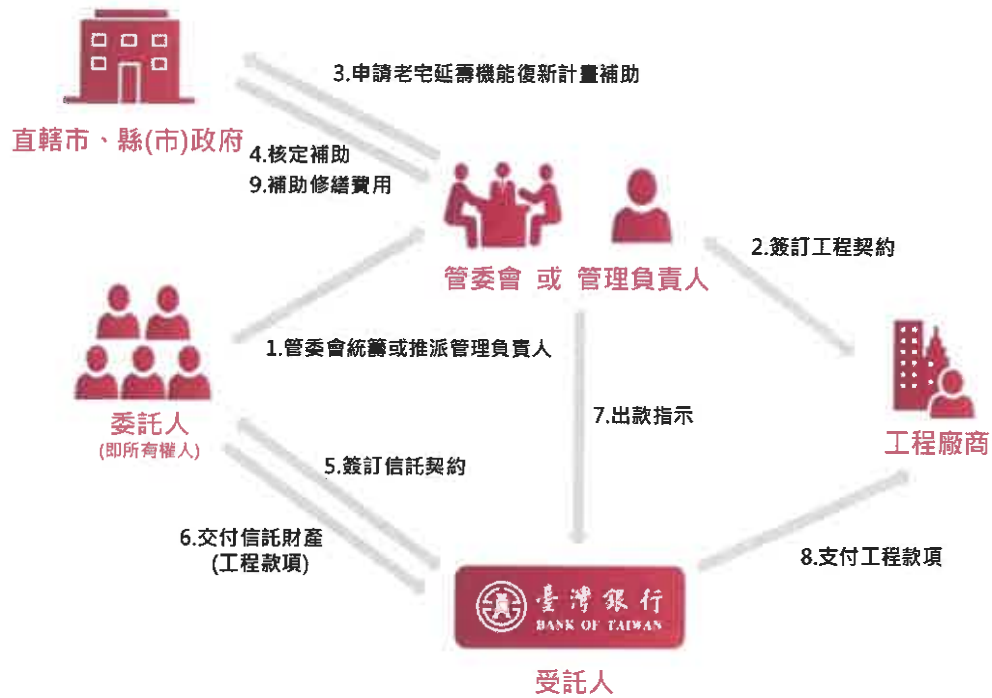 3.申請老宅延壽機能復新計畫補助
直轄市、縣(市)政府
4.核定補助
9.補助修繕費用
2.簽訂工程契約
管委會 或 管理負責人
1.管委會統籌或推派管理負責人
委託人
(即所有權人)
7.出款指示
工程廠商
5.簽訂信託契約
6.交付信託財產
(工程款項)
8.支付工程款項
臺灣銀行
BANK OF TAIWAN
受託人